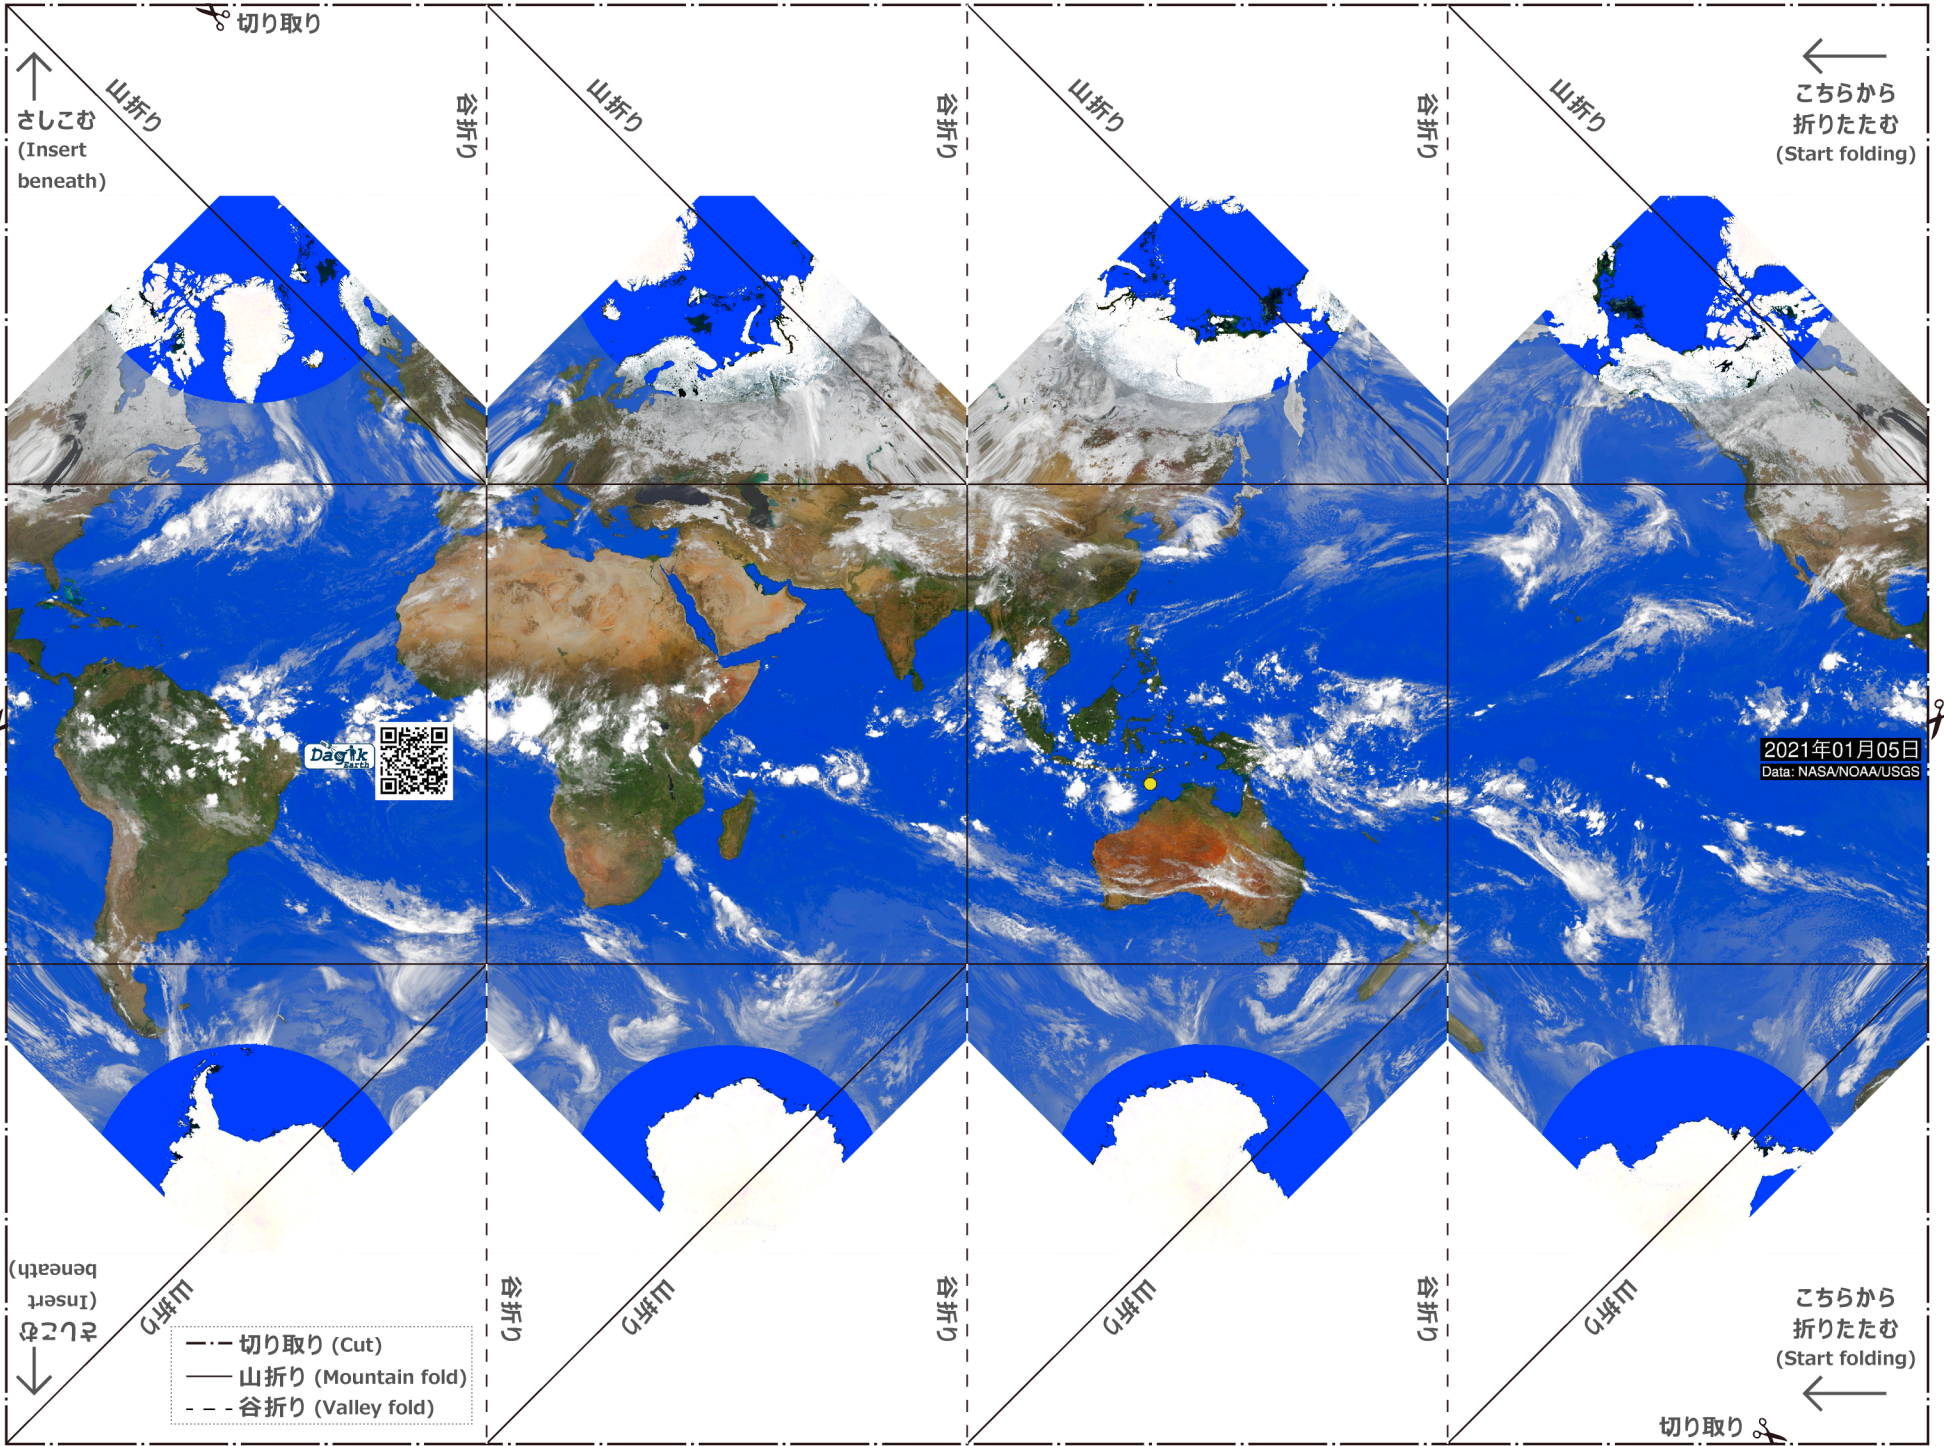 切り取り
山折り
谷折り
山折り
谷折り
山折り
谷折り
山折り
さしこむ
(Insert
beneath)
こちらから
折りたたむ
(Start folding)
Dagik
Earth
2021年01月05日
Data: NASA/NOAA/USGS
さしこむ
(Insert
beneath)
山折り
谷折り
山折り
谷折り
山折り
谷折り
山折り
切り取り (Cut)
山折り (Mountain fold)
谷折り (Valley fold)
こちらから
折りたたむ
(Start folding)
切り取り